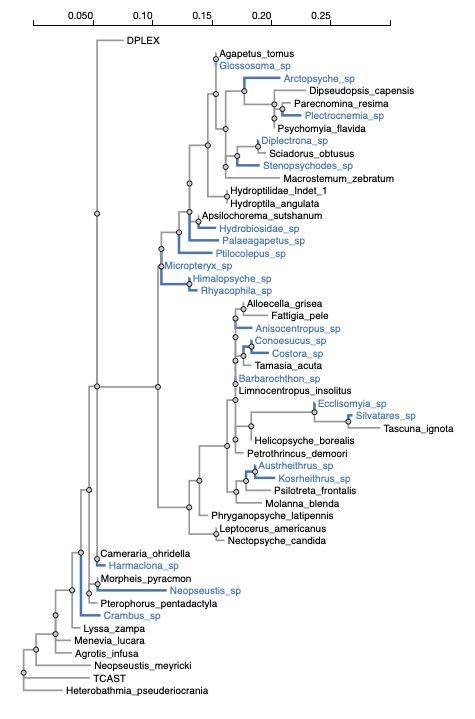 0.050 0.10 0.15 0.20 0.25
DPLEX
Agapetus_tomus
Glossosoma_sp
Arctopsyche_sp
Dipseudopsis_capensis
Parecnomina_resima
Plectrocnemia_sp
Psychomyia_flavida
Diplectrona_sp
Sciadorus_obtusus
Stenopsychodes_sp
Macrostemum_zebratum
Hydroptilidae_Indet_1
Hydroptila_angulata
Apsilochorema_sutshanum
Hydrobiosidae_sp
Palaeagapetus_sp
Ptilocolepus_sp
Micropteryx_sp
Himalopsyche_sp
Rhyacophila_sp
Alloecella_grisea
Fattigia_pele
Anisocentropus_sp
Conoesucus_sp
Costora_sp
Tamasia_acuta
Barbarochthon_sp
Limnocentropus_insolitus
Ecclisomyia_sp
Silvatares_sp
Tascuna_ignota
Helicopsyche_borealis
Petrothrincus_demoori
Austrheithrus_sp
Kosrheithrus_sp
Psilotreta_frontalis
Molanna_blenda
Phryganopsyche_latipennis
Leptocerus_americanus
Nectopsyche_candida
Cameraria_ohridella
Harmaclona_sp
Morpheis_pyracmon
Neopseustis_sp
Pterophorus_pentadactyla
Crambus_sp
Lyssa_zampa
Menevia_lucara
Agrotis_infusa
Neopseustis_meyricki
TCAST
Heterobathmia_pseuderiocrania